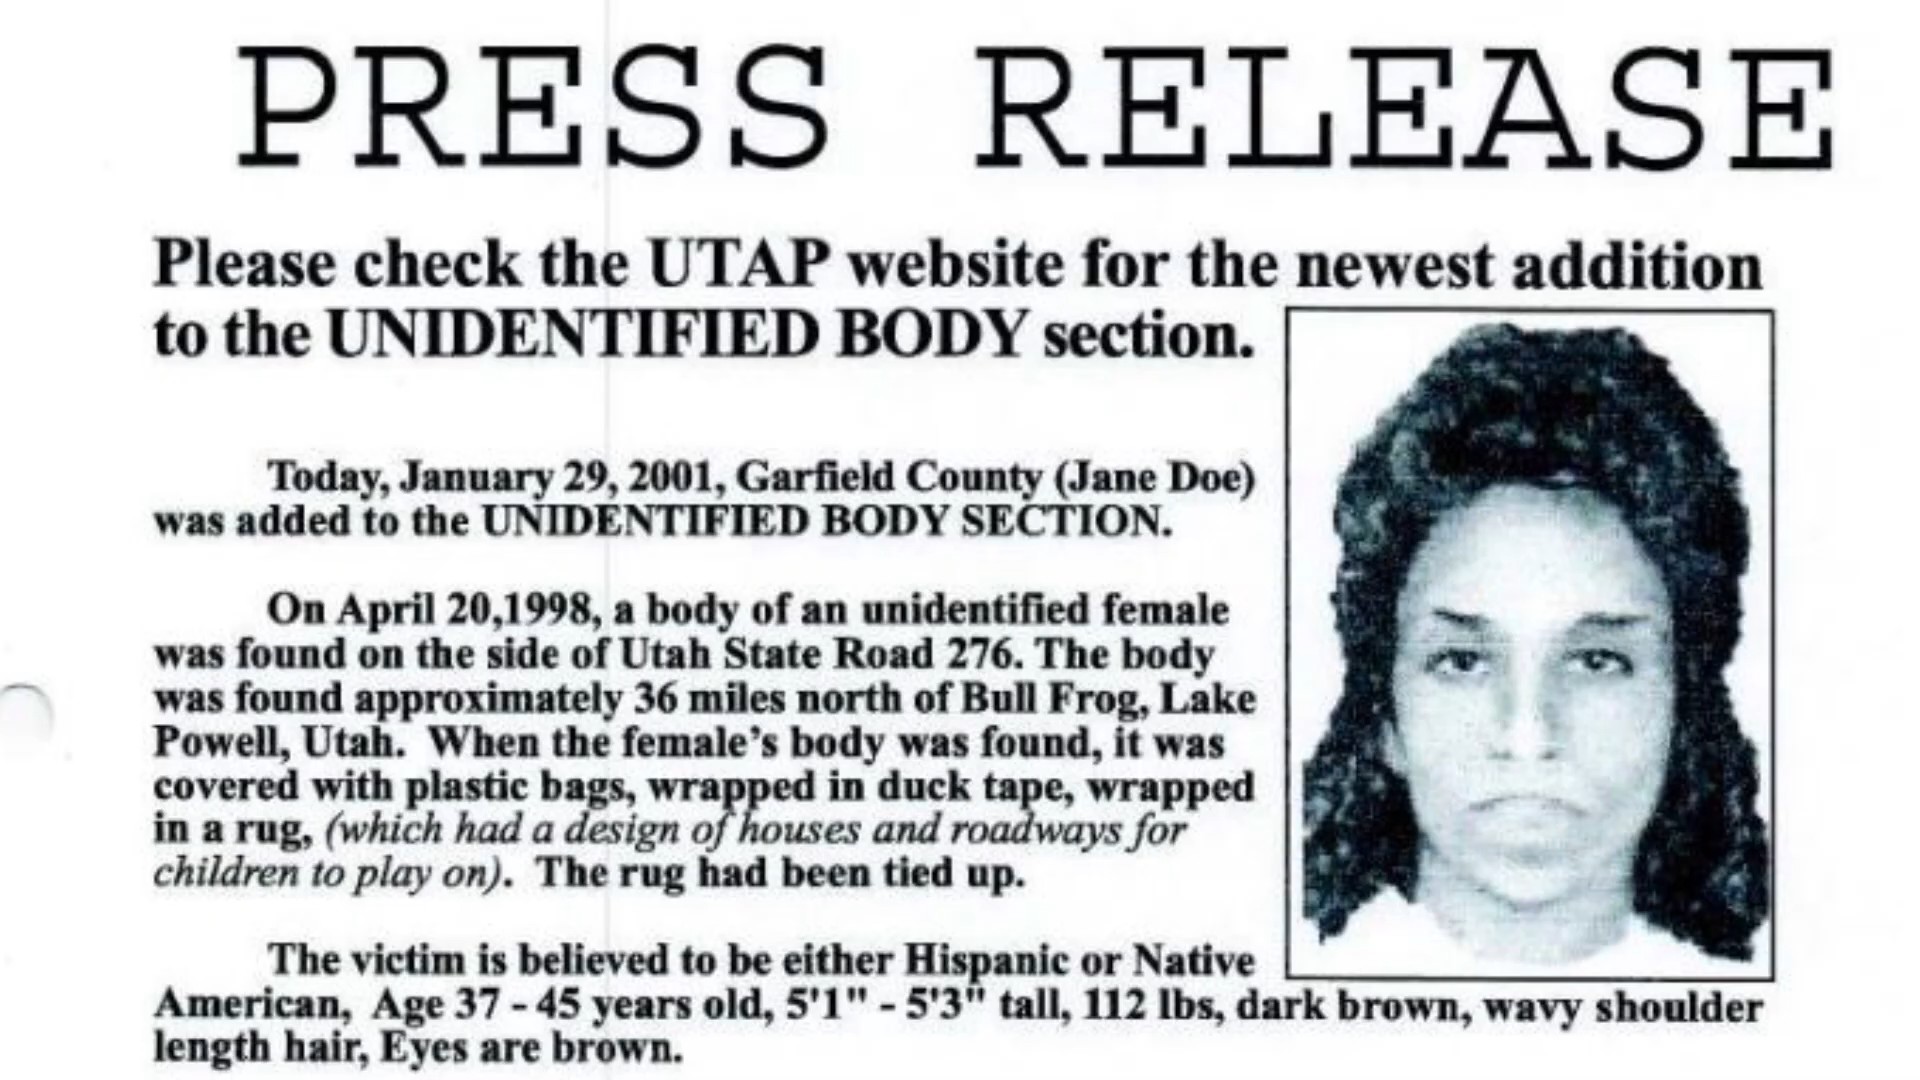 PRESS RELEASE
Please check the UTAP website for the newest addition
to the UNIDENTIFIED BODY section.
Today, January 29, 2001, Garfield County (Jane Doe)
was added to the UNIDENTIFIED BODY SECTION.
On April 20,1998, a body of an unidentified female
was found on the side of Utah State Road 276. The body
was found approximately 36 miles north of Bull Frog, Lake
Powell, Utah. When the female's body was found, it was
covered with plastic bags, wrapped in duck tape, wrapped
in a rug, (which had a design of houses and roadways for
children to play on). The rug had been tied up.
The victim is believed to be either Hispanic or Native
American, Age 37 - 45 years old, 5'1" - 5'3" tall, 112 lbs, dark brown, wavy shoulder
length hair, Eyes are brown.